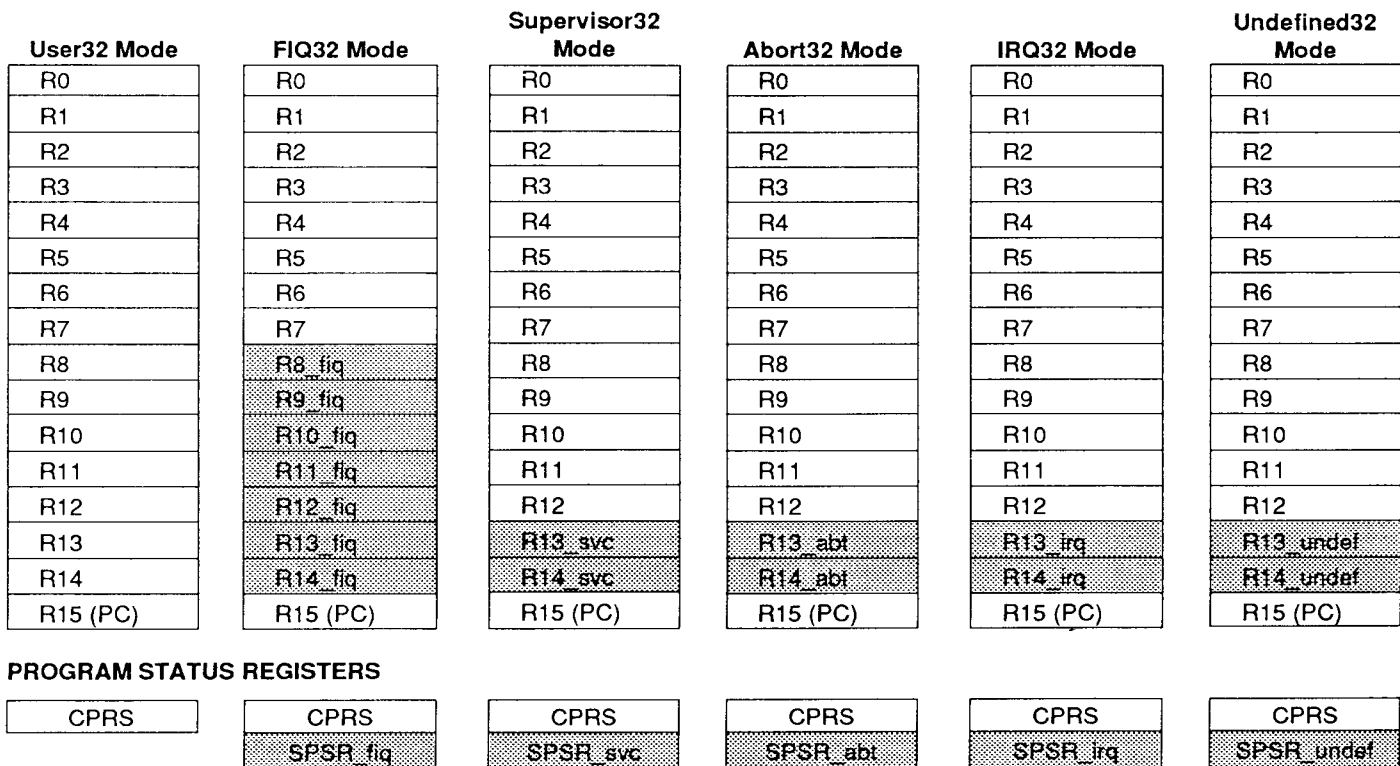 Supervisor32 Undefined32
User32 Mode FIQ32 Mode Mode Abort32 Mode IRQ32 Mode Mode
R0 R0 R0 R0 R0 R0
R1 R1 R1 R1 R1 R1
R2 R2 R2 R2 R2 R2
R3 R3 R3 R3 R3 R3
R4 R4 R4 R4 R4 R4
R5 R5 R5 R5 R5 R5
R6 R6 R6 R6 R6 R6
R7 R7 R7 R7 R7 R7
R8 R8_fiq R8 R8 R8 R8
R9 R9_fiq R9 R9 R9 R9
R10 R10_fiq R10 R10 R10 R10
R11 R11_fiq R11 R11 R11 R11
R12 R12_fiq R12 R12 R12 R12
R13 R13_fiq R13_svc R13_abt R13_irq R13_undef
R14 R14_fiq R14_svc R14_abt R14_irq R14_undef
R15 (PC) R15 (PC) R15 (PC) R15 (PC) R15 (PC) R15 (PC)
PROGRAM STATUS REGISTERS
CPRS CPRS CPRS CPRS CPRS CPRS
SPSR_fiq SPSR_svc SPSR_abt SPSR_irq SPSR_undef